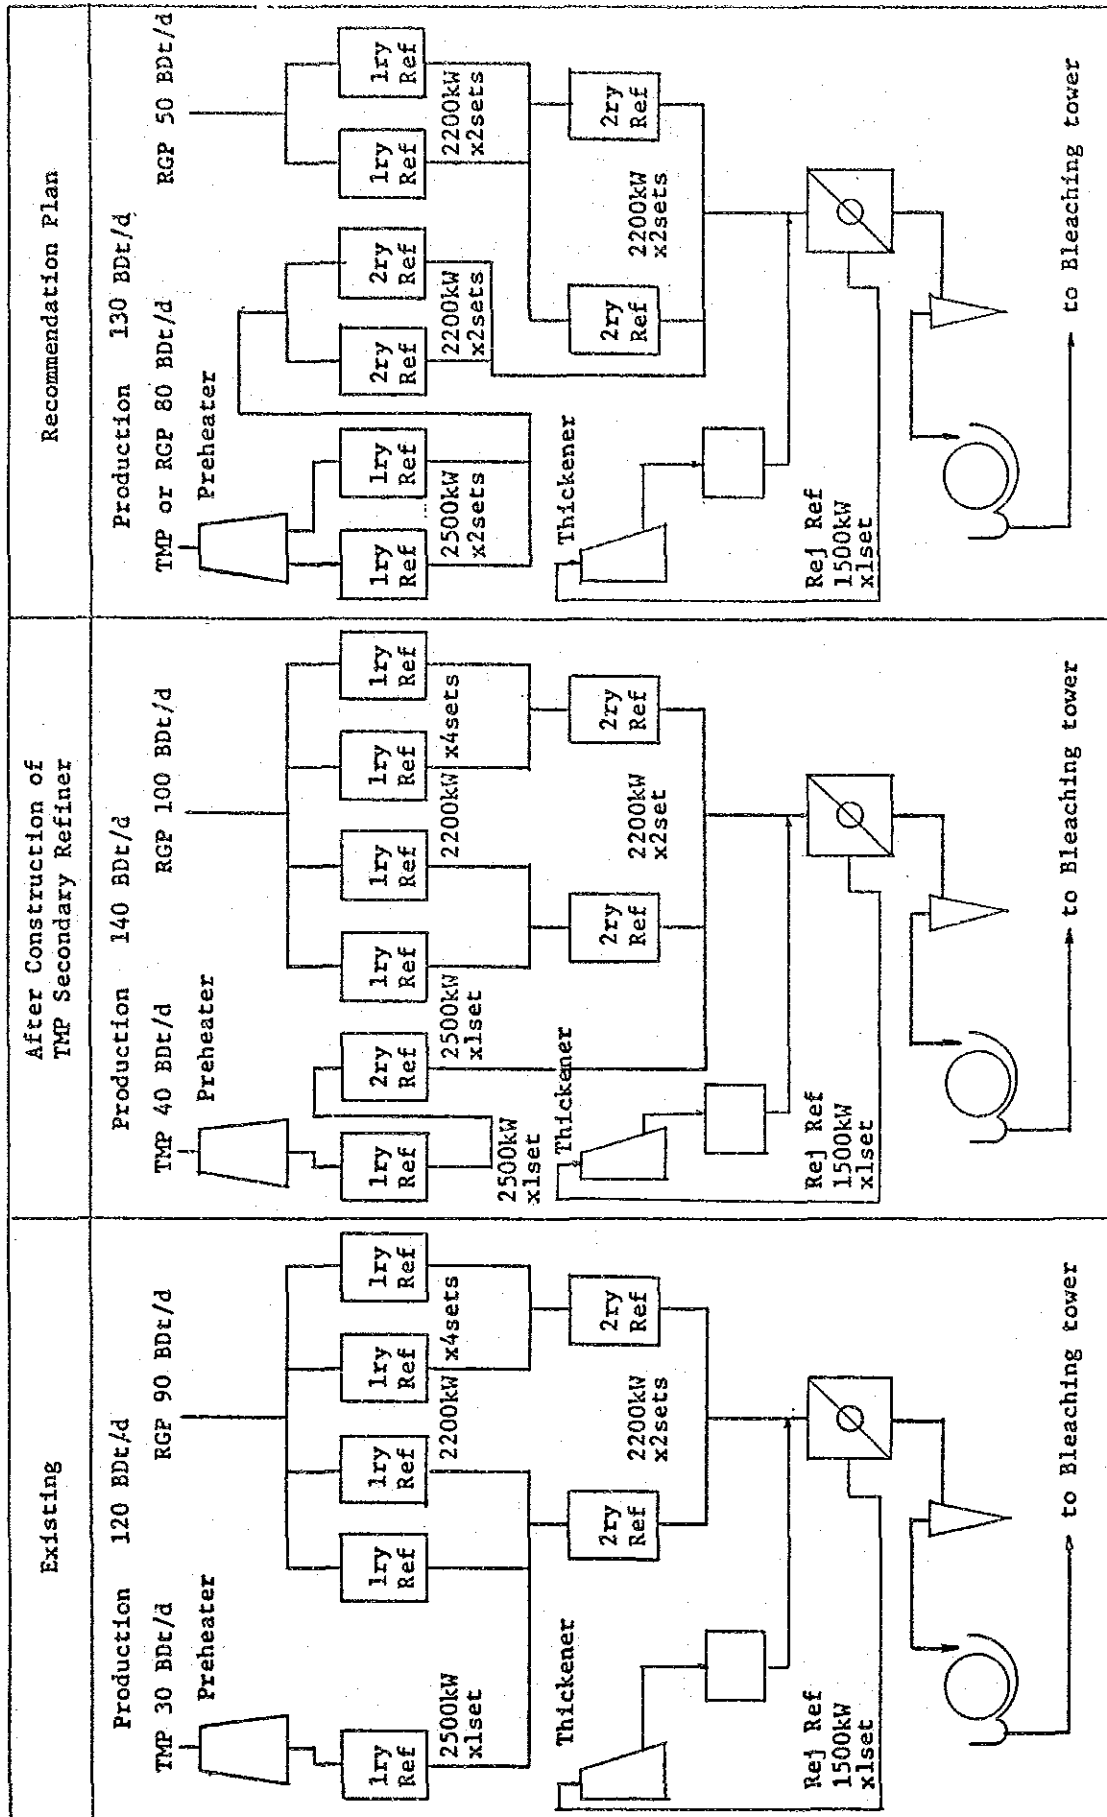 Existing
Production 120 BDt/d
TMP 30 BDt/d
RGP 90 BDt/d
Preheater
1ry
Ref
1ry
Ref
1ry
Ref
1ry
Ref
1ry
Ref
2500kW
x1set
2200kW x4sets
2ry
Ref
2ry
Ref
2200kW
x2sets
Thickener
Rej Ref
1500kW
x1set
to Bleaching tower
After Construction of
TMP Secondary Refiner
Production 140 BDt/d
TMP 40 BDt/d
RGP 100 BDt/d
Preheater
1ry
Ref
2ry
Ref
1ry
Ref
1ry
Ref
1ry
Ref
1ry
Ref
2500kW
x1set
2500kW
x1set
2200kW x4sets
2ry
Ref
2ry
Ref
2200kW
x2set
Thickener
Rej Ref
1500kW
x1set
to Bleaching tower
Recommendation Plan
Production 130 BDt/d
TMP or RGP 80 BDt/d
RGP 50 BDt/d
Preheater
1ry
Ref
1ry
Ref
2ry
Ref
2ry
Ref
1ry
Ref
1ry
Ref
2500kW
x2sets
2200kW
x2sets
2200kW
x2sets
2ry
Ref
2ry
Ref
2200kW
x2sets
Thickener
Rej Ref
1500kW
x1set
to Bleaching tower